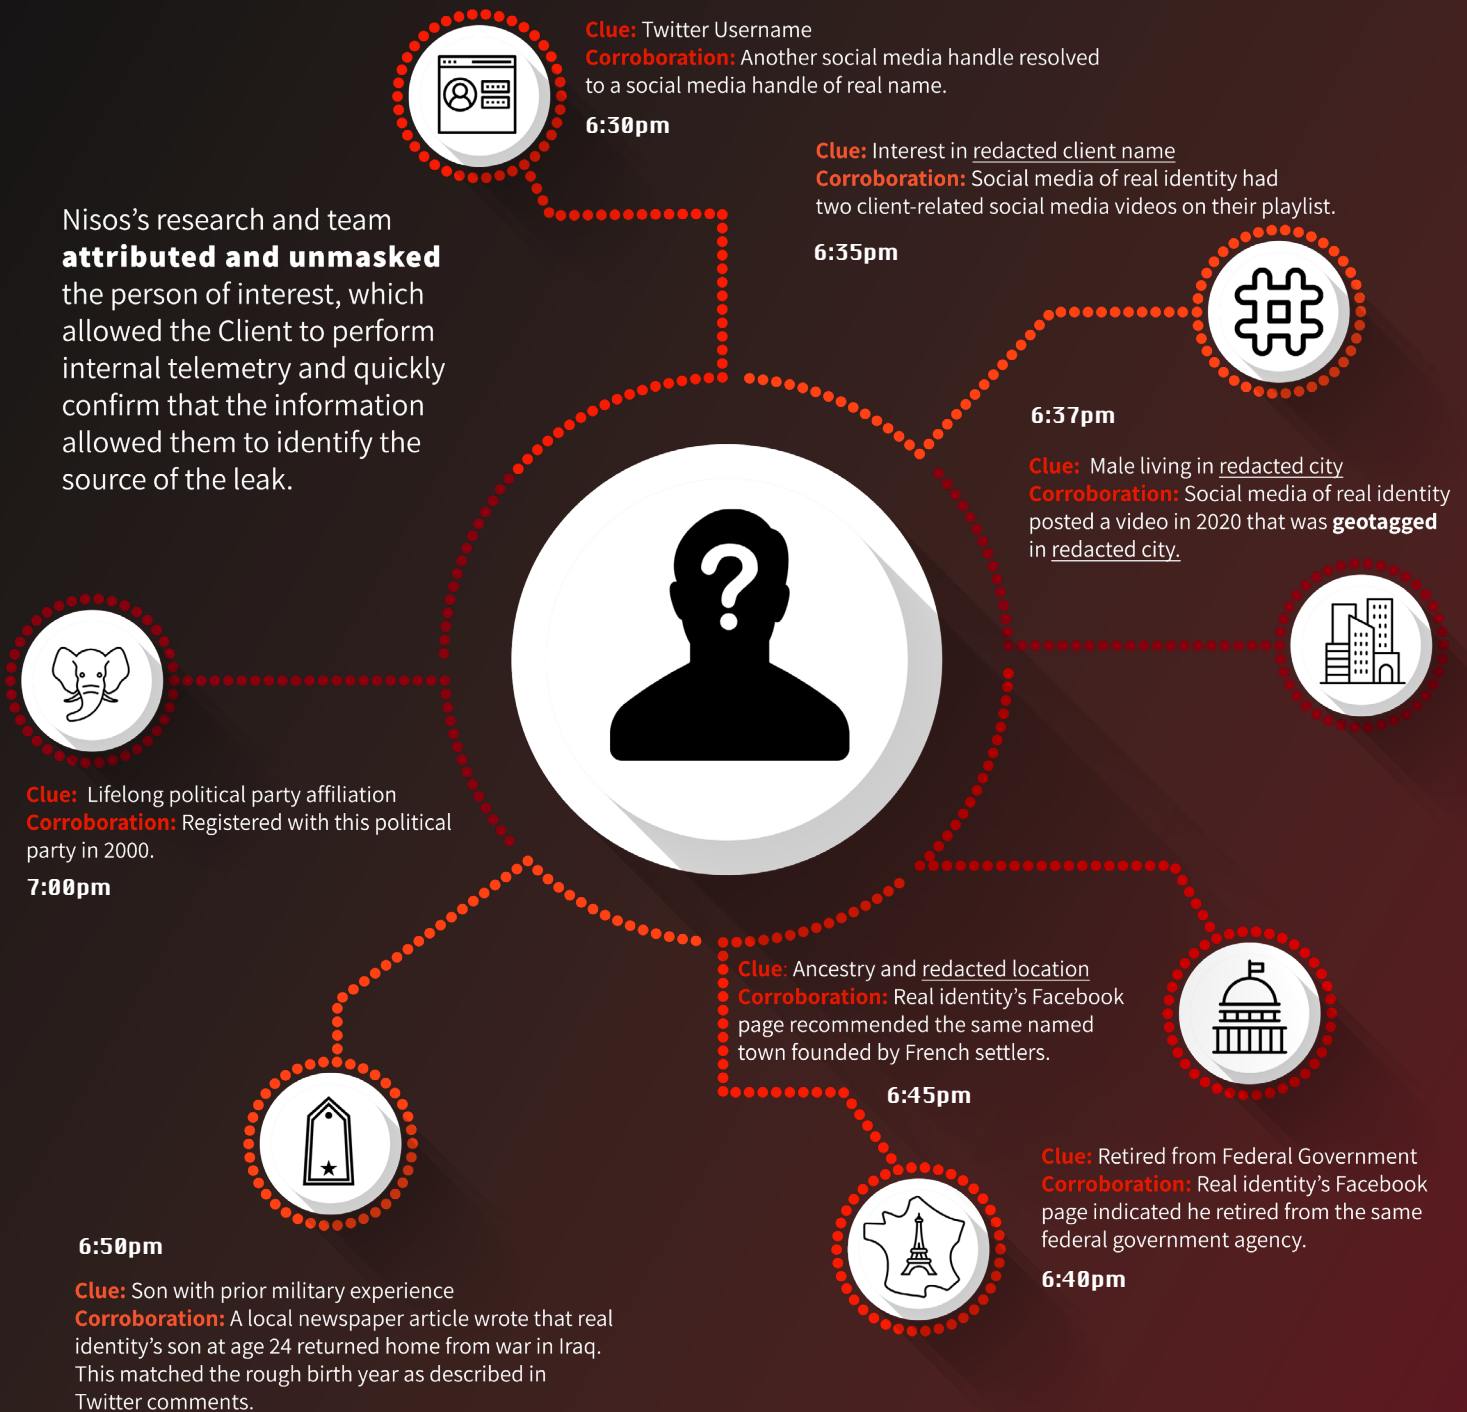 Clue: Twitter Username
Corroboration: Another social media handle resolved
to a social media handle of real name.
6:30pm
Clue: Interest in redacted client name
Corroboration: Social media of real identity had
two client-related social media videos on their playlist.
6:35pm
Nisos's research and team
attributed and unmasked
the person of interest, which
allowed the Client to perform
internal telemetry and quickly
confirm that the information
allowed them to identify the
source of the leak.
6:37pm
Clue: Male living in redacted city
Corroboration: Social media of real identity
posted a video in 2020 that was geotagged
in redacted city.
?
Clue: Lifelong political party affiliation
Corroboration: Registered with this political
party in 2000.
7:00pm
Clue: Ancestry and redacted location
Corroboration: Real identity's Facebook
page recommended the same named
town founded by French settlers.
6:45pm
Clue: Retired from Federal Government
Corroboration: Real identity's Facebook
page indicated he retired from the same
federal government agency.
6:40pm
6:50pm
Clue: Son with prior military experience
Corroboration: A local newspaper article wrote that real
identity's son at age 24 returned home from war in Iraq.
This matched the rough birth year as described in
Twitter comments.